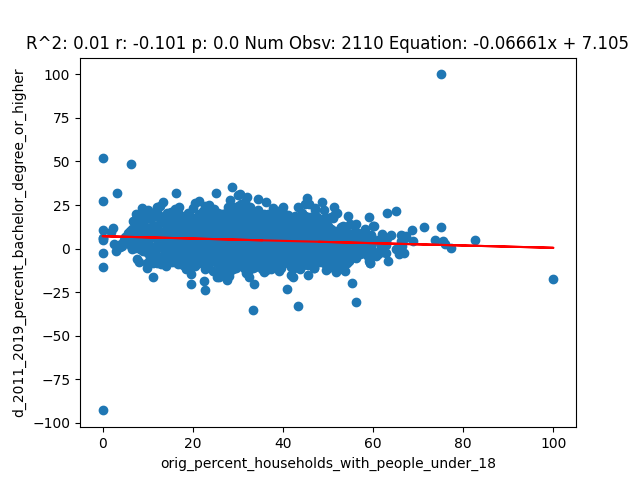 R^2: 0.01 r: -0.101 p: 0.0 Num Obsv: 2110 Equation: -0.06661x + 7.105
100
75
50
25
0
−25
−50
−75
−100
d_2011_2019_percent_bachelor_degree_or_higher
0 20 40 60 80 100
orig_percent_households_with_people_under_18